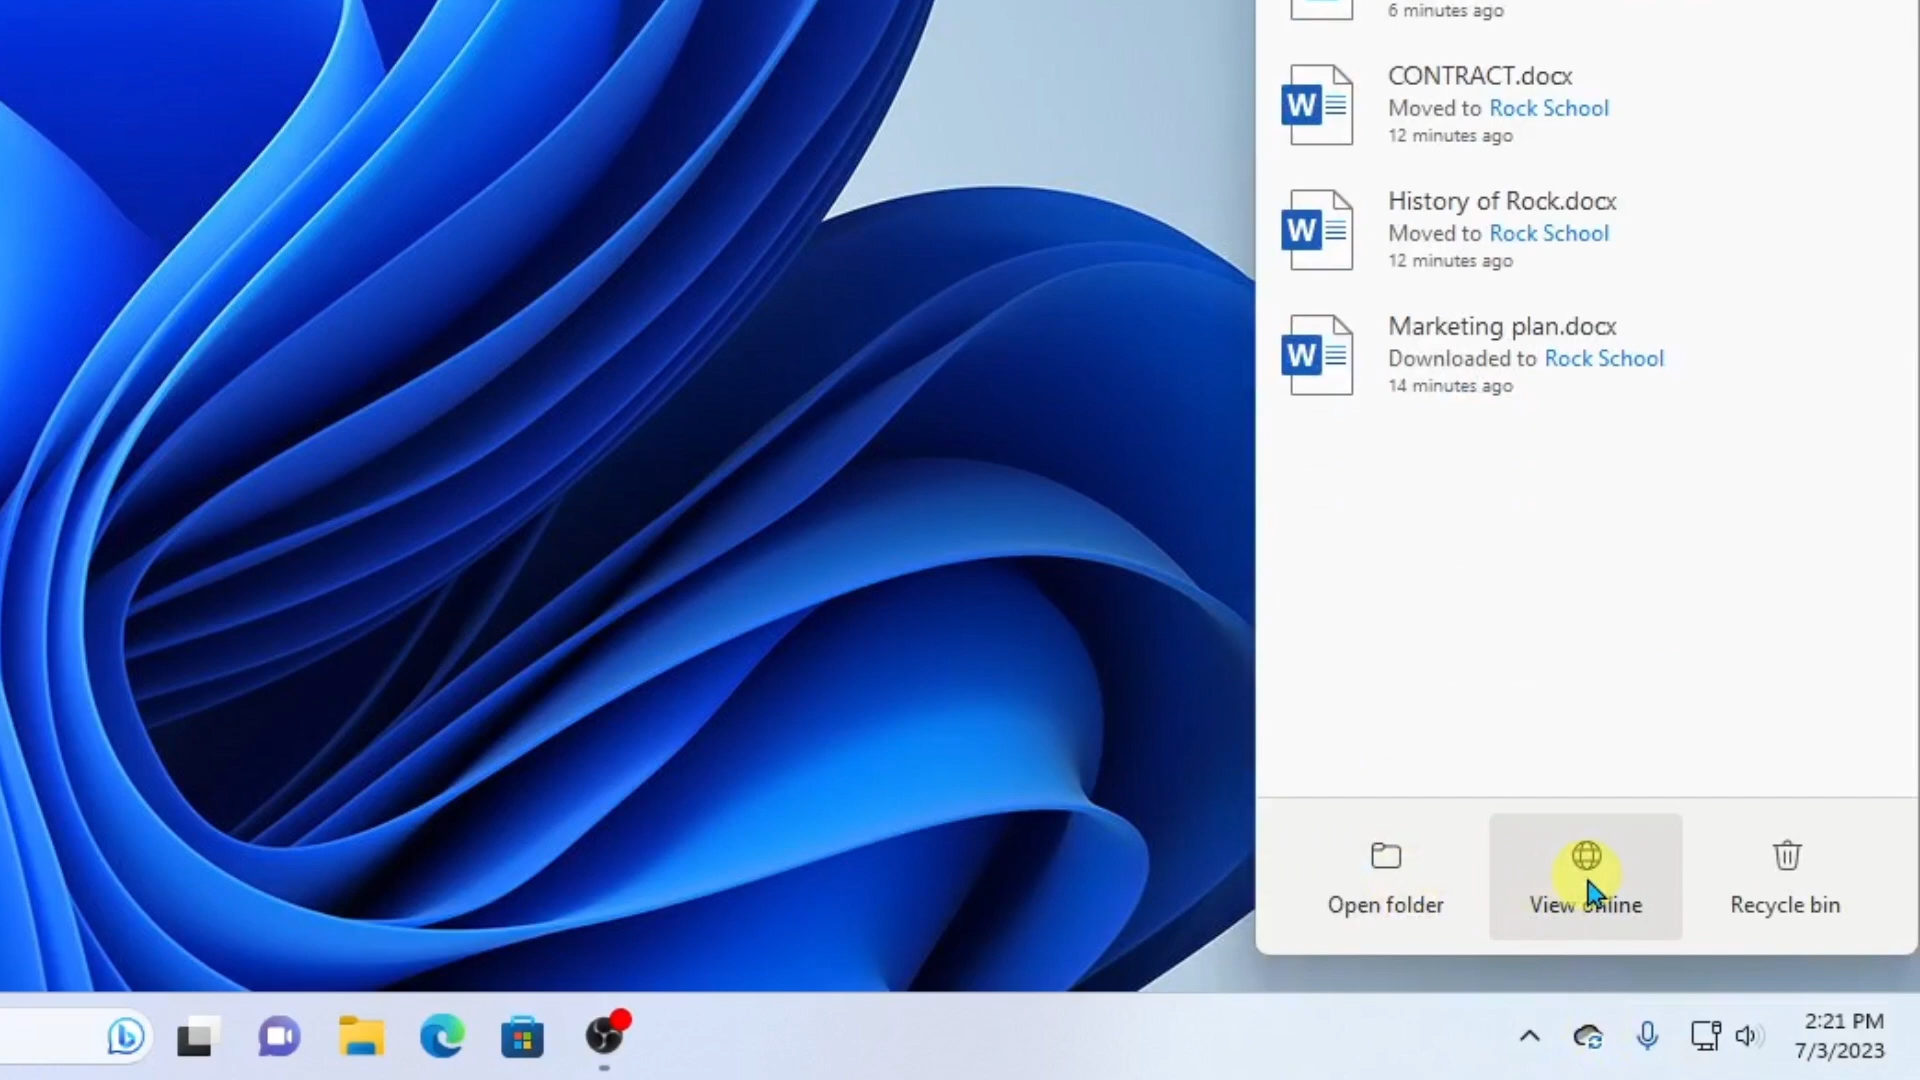 6 minutes ago
CONTRACT.docx
Moved to Rock School
12 minutes ago
W
History of Rock.docx
Moved to Rock School
12 minutes ago
W
Marketing plan.docx
Downloaded to Rock School
14 minutes ago
W
Open folder
View online
Recycle bin
2:21 PM
7/3/2023